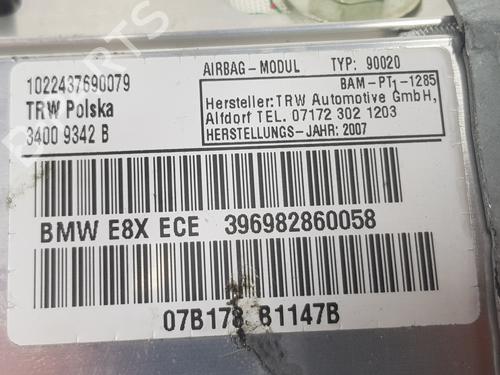 1022437690079
TRW Polska
3400 9342 B
AIRBAG-MODUL TYP: 90020
BAM-PT1-1285
Hersteller:TRW Automotive GmbH,
Alfdorf TEL. 07172 302 1203
HERSTELLUNGS-JAHR: 2007
BMW E8X ECE 396982860058
07B178 B1147B